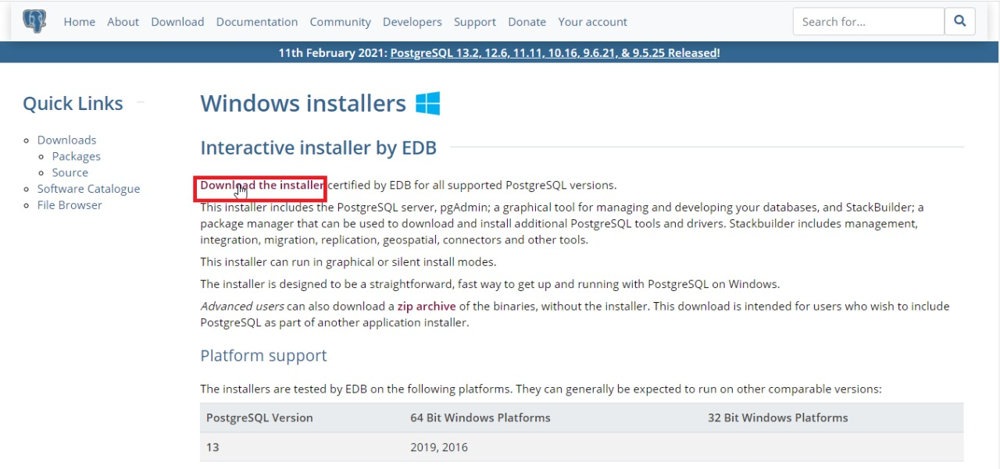 Home About Download Documentation Community Developers Support Donate Your account Search for...
11th February 2021: PostgreSQL 13.2, 12.6, 11.11, 10.16, 9.6.21, & 9.5.25 Released!
Quick Links
Downloads
Packages
Source
Software Catalogue
File Browser
Windows installers
Interactive installer by EDB
Download the installer certified by EDB for all supported PostgreSQL versions.
This installer includes the PostgreSQL server, pgAdmin; a graphical tool for managing and developing your databases, and StackBuilder; a
package manager that can be used to download and install additional PostgreSQL tools and drivers. Stackbuilder includes management,
integration, migration, replication, geospatial, connectors and other tools.
This installer can run in graphical or silent install modes.
The installer is designed to be a straightforward, fast way to get up and running with PostgreSQL on Windows.
Advanced users can also download a zip archive of the binaries, without the installer. This download is intended for users who wish to include
PostgreSQL as part of another application installer.
Platform support
The installers are tested by EDB on the following platforms. They can generally be expected to run on other comparable versions:
PostgreSQL Version 64 Bit Windows Platforms 32 Bit Windows Platforms
13 2019, 2016